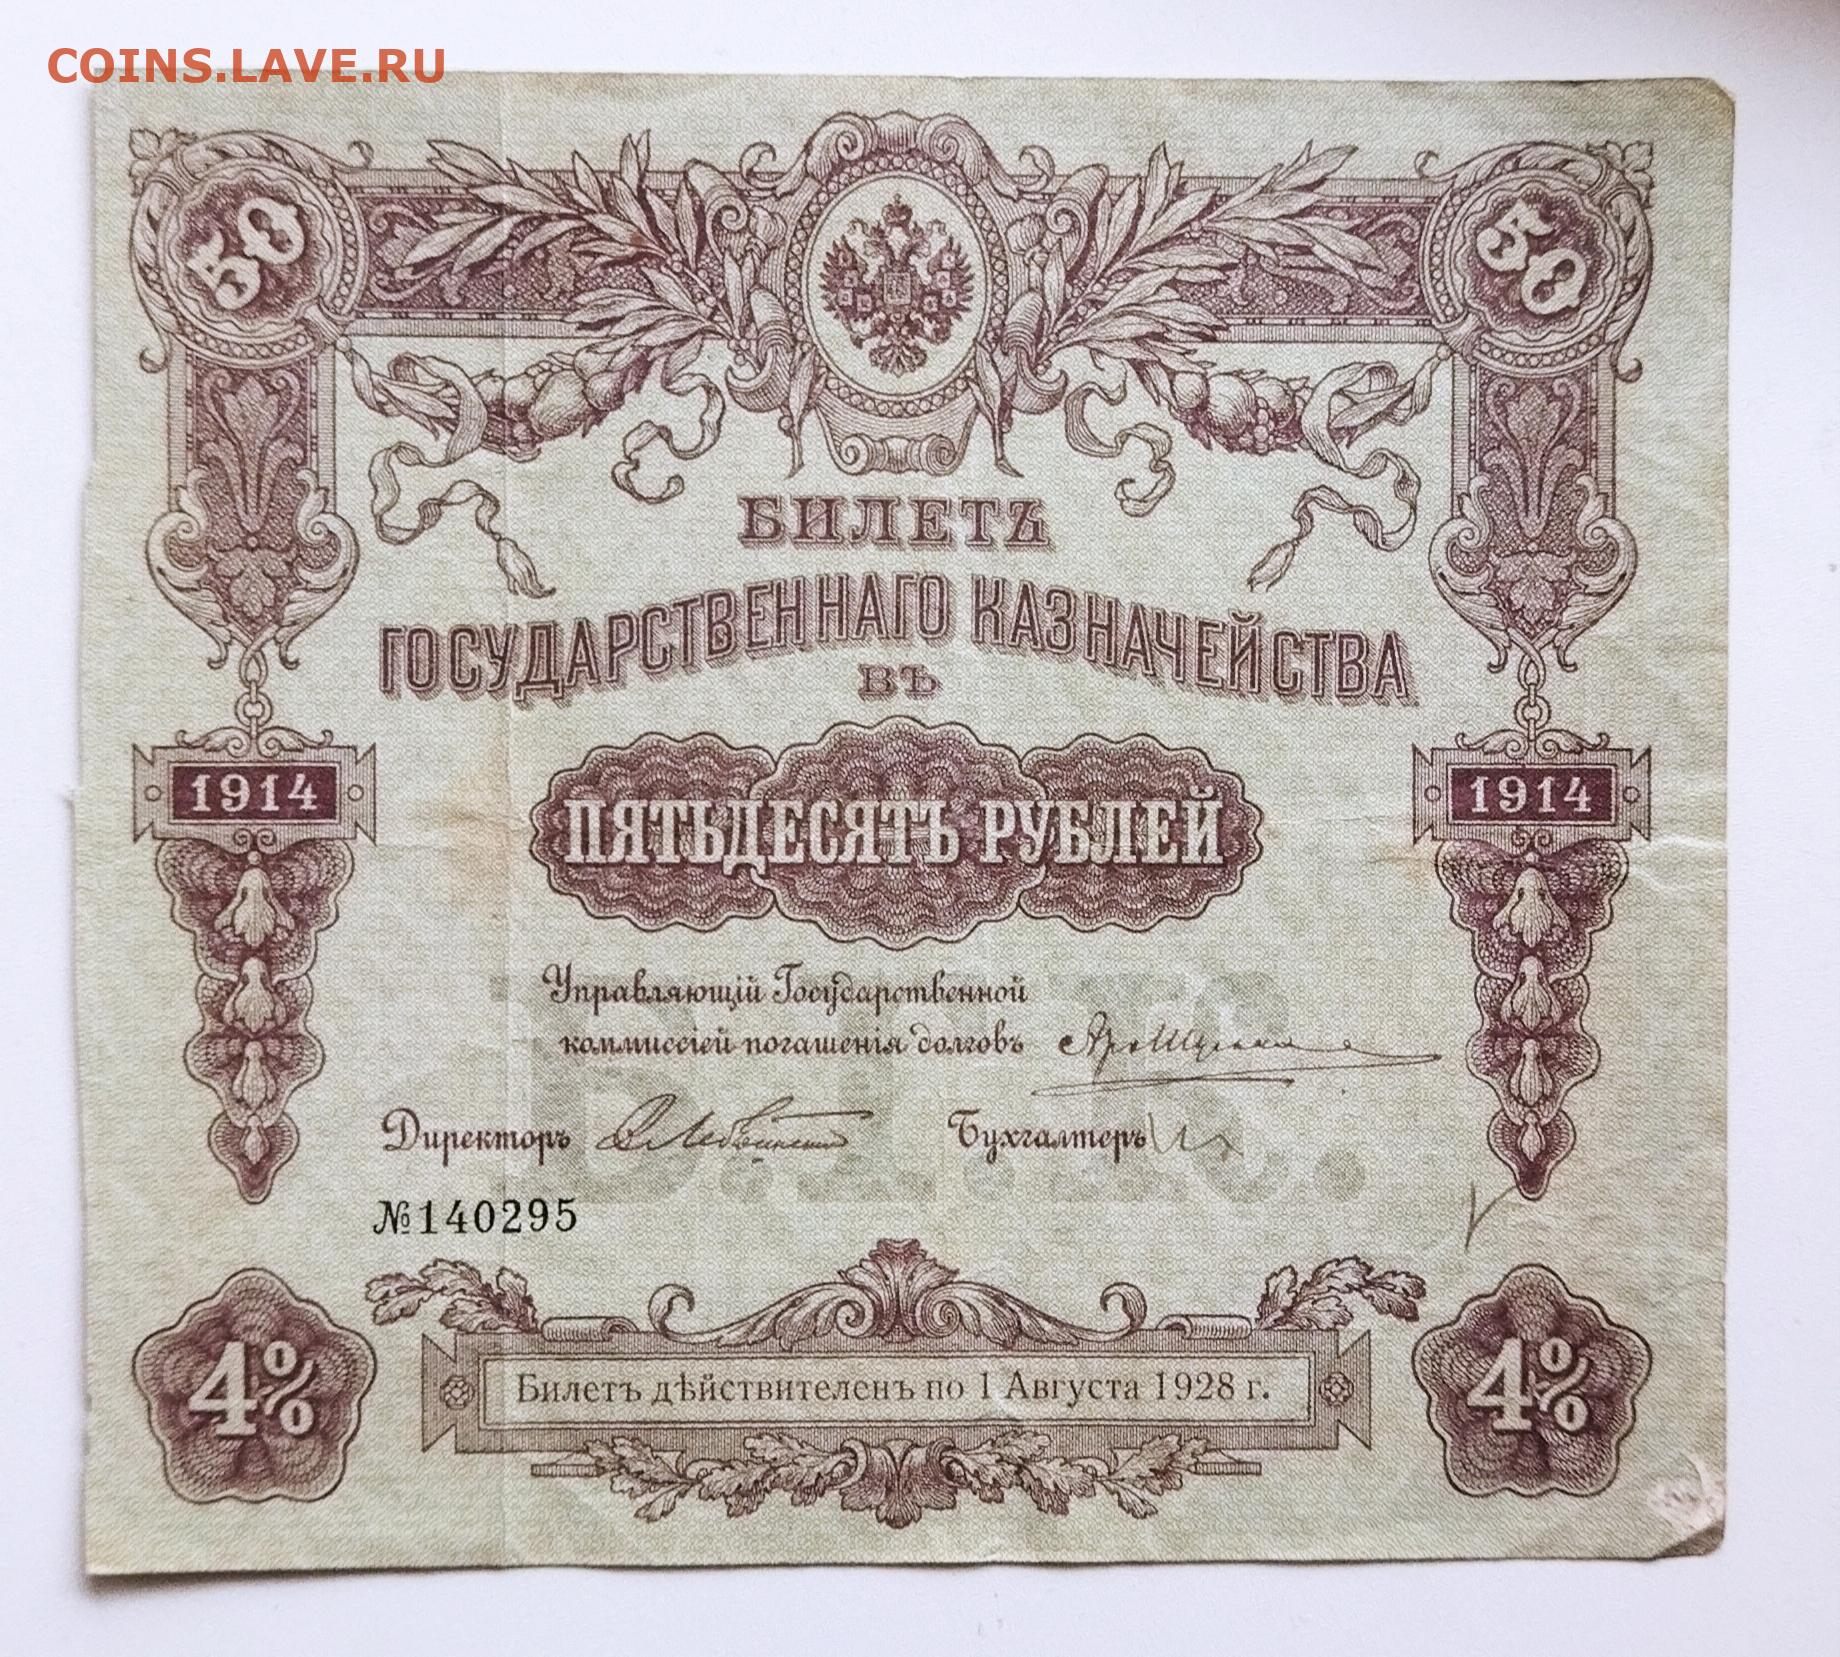 COINS.LAVE.RU
50 50
БИЛЕТЪ
ГОСУДАРСТВЕННАГО КАЗНАЧЕЙСТВА
ВЪ
1914 1914
ПЯТЬДЕСЯТЪ РУБЛЕЙ
Управляющій Государственной
коммиссіей погашенія долговъ
Директоръ Бухгалтеръ
№140295
4% 4%
Билетъ дѣйствителенъ по 1 Августа 1928 г.